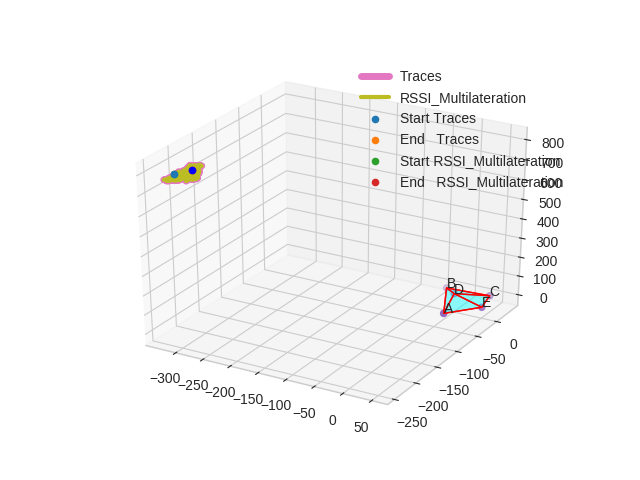 Traces
RSSI_Multilateration
Start Traces
End   Traces
Start RSSI_Multilateration
End   RSSI_Multilateration
800
700
600
500
400
300
200
100
0
B
D
C
E
A
0
−50
−100
−150
−200
−250
−300
−250
−200
−150
−100
−50
0
50